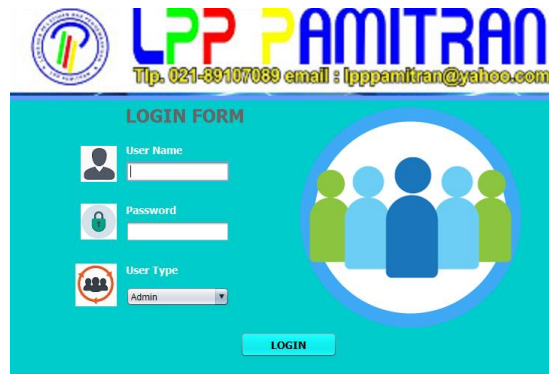 LPP PAMITRAN
Tlp. 021-89107089 email : lpppamitran@yahoo.com
LOGIN FORM
User Name
Password
User Type
Admin
LOGIN